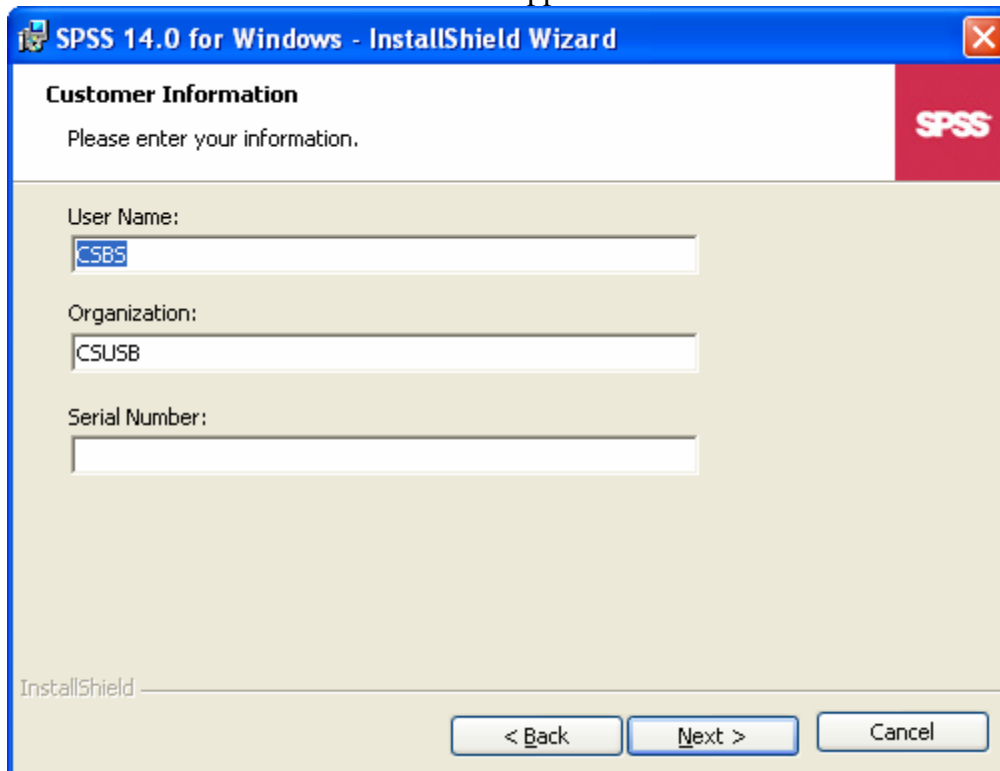 SPSS 14.0 for Windows - InstallShield Wizard
Customer Information
Please enter your information.
SPSS
User Name:
CSBS
Organization:
CSUSB
Serial Number:
InstallShield
< Back Next > Cancel